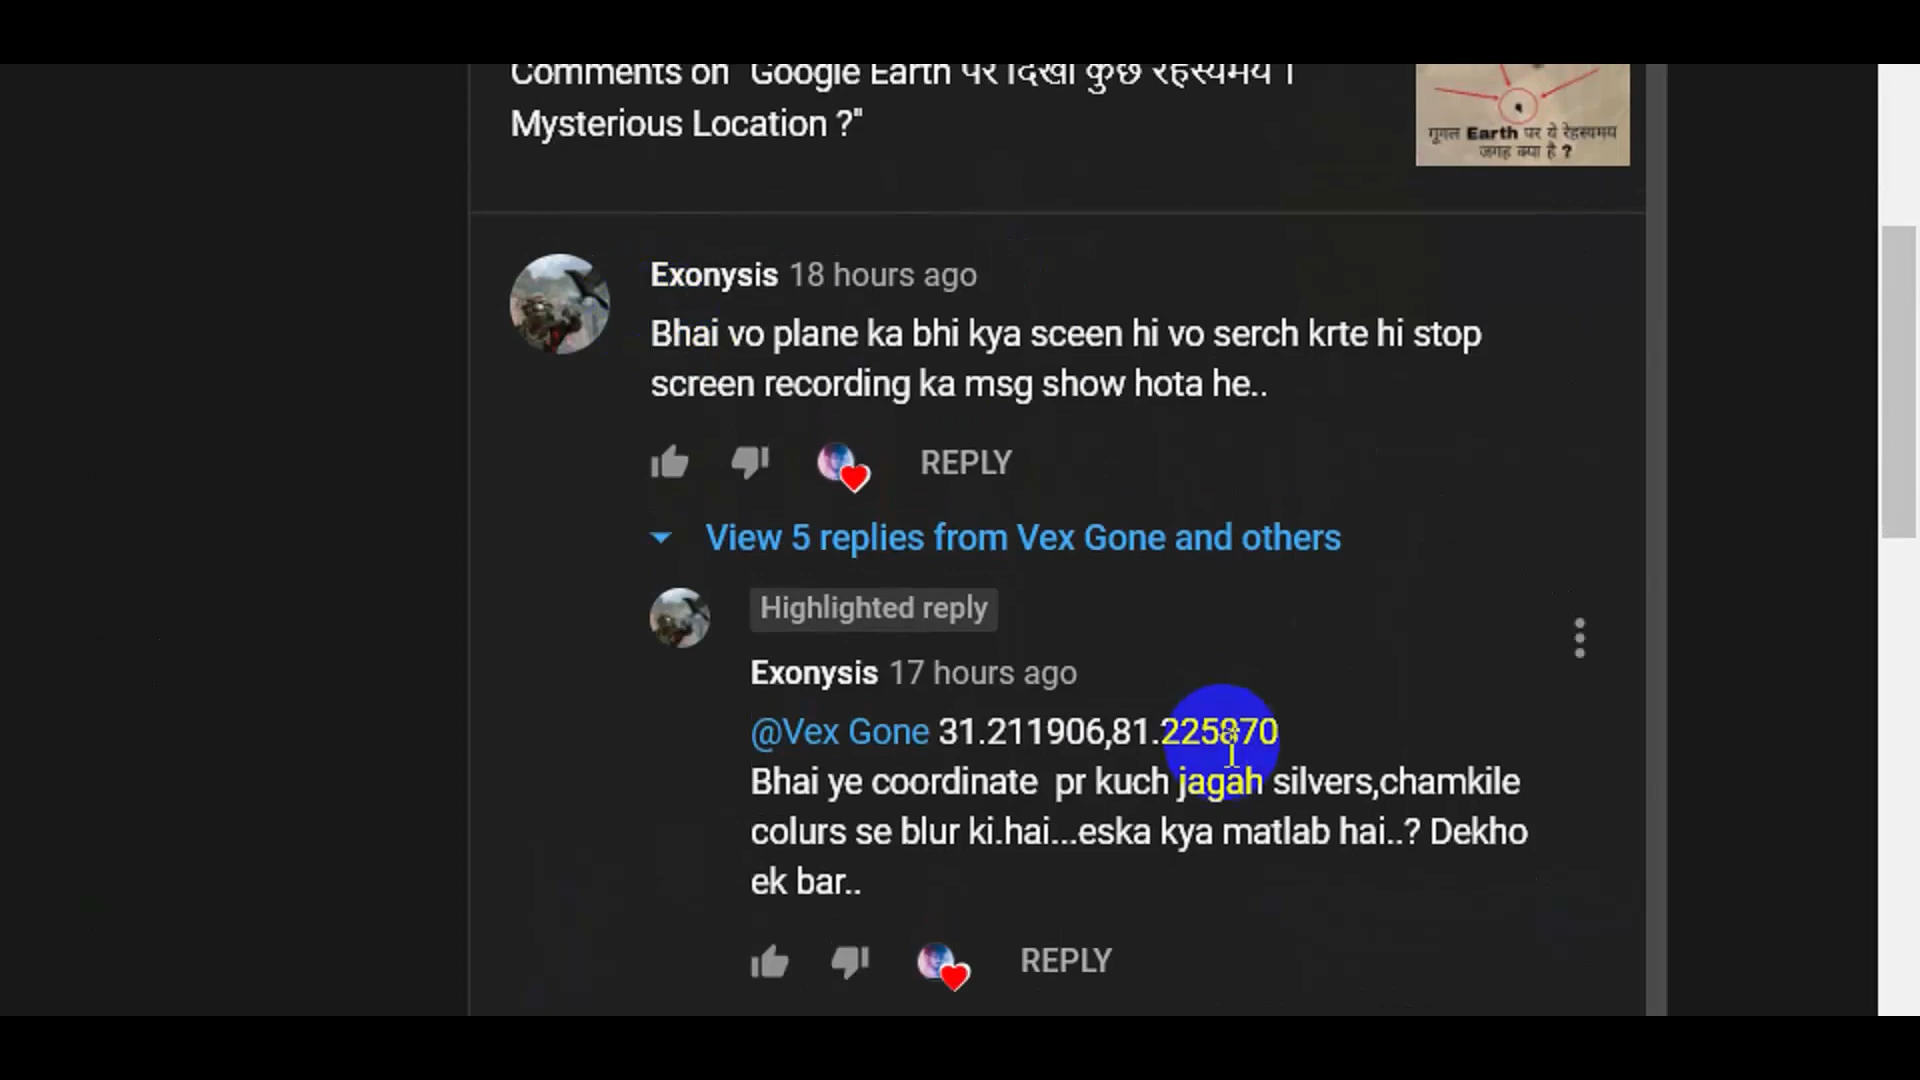 Comments on "Google Earth पर दिखा कुछ रहस्यमय ।
Mysterious Location ?"
गूगल Earth पर ये रेहस्यमय
जगह क्या है ?
Exonysis 18 hours ago
Bhai vo plane ka bhi kya sceen hi vo serch krte hi stop
screen recording ka msg show hota he..
REPLY
View 5 replies from Vex Gone and others
Highlighted reply
Exonysis 17 hours ago
@Vex Gone 31.211906,81.225870
Bhai ye coordinate pr kuch jagah silvers,chamkile
colurs se blur ki.hai...eska kya matlab hai..? Dekho
ek bar..
REPLY